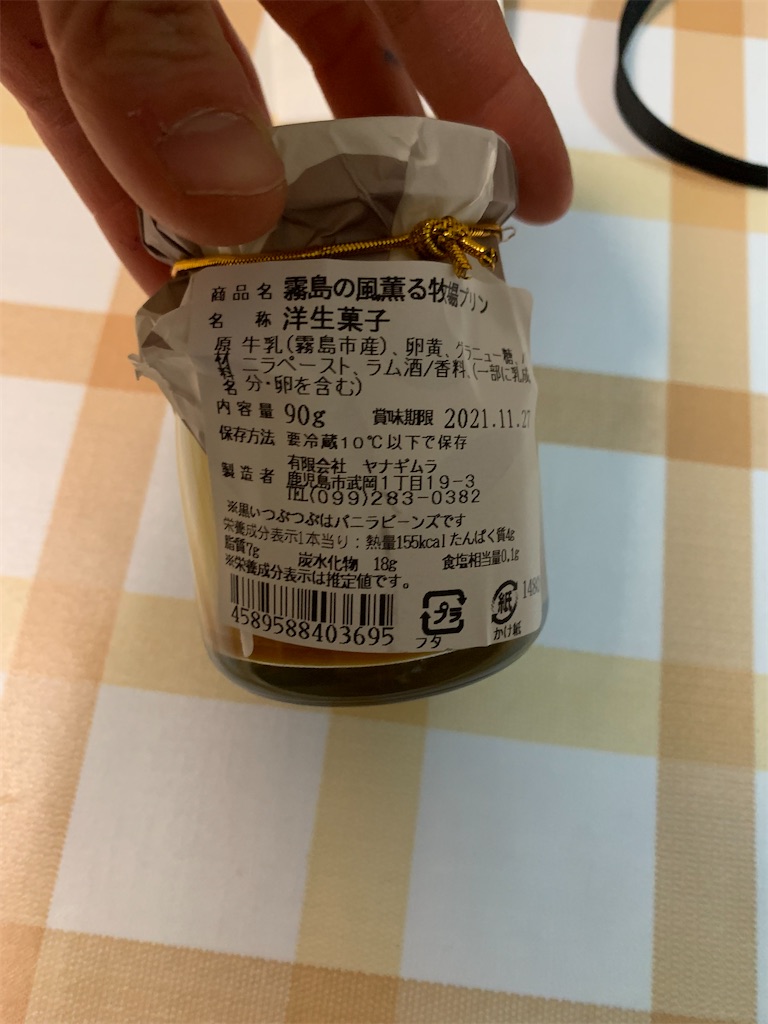 商品名 霧島の風薫る牧場プリン
名 称 洋生菓子
原材料名 牛乳(霧島市産)、卵黄、グラニュー糖、バ
ニラペースト、ラム酒/香料、(一部に乳成
分・卵を含む)
内容量 90g 賞味期限 2021.11.27
保存方法 要冷蔵10℃以下で保存
製造者 有限会社 ヤナギムラ
鹿児島市武岡1丁目19-3
TEL(099)283-0382
※黒いつぶつぶはバニラビーンズです
栄養成分表示1本当り:熱量155kcalたんぱく質4g
脂質7g 炭水化物 18g 食塩相当量0.1g
※栄養成分表示は推定値です。
4589588403695
プラ
フタ
紙
かけ紙